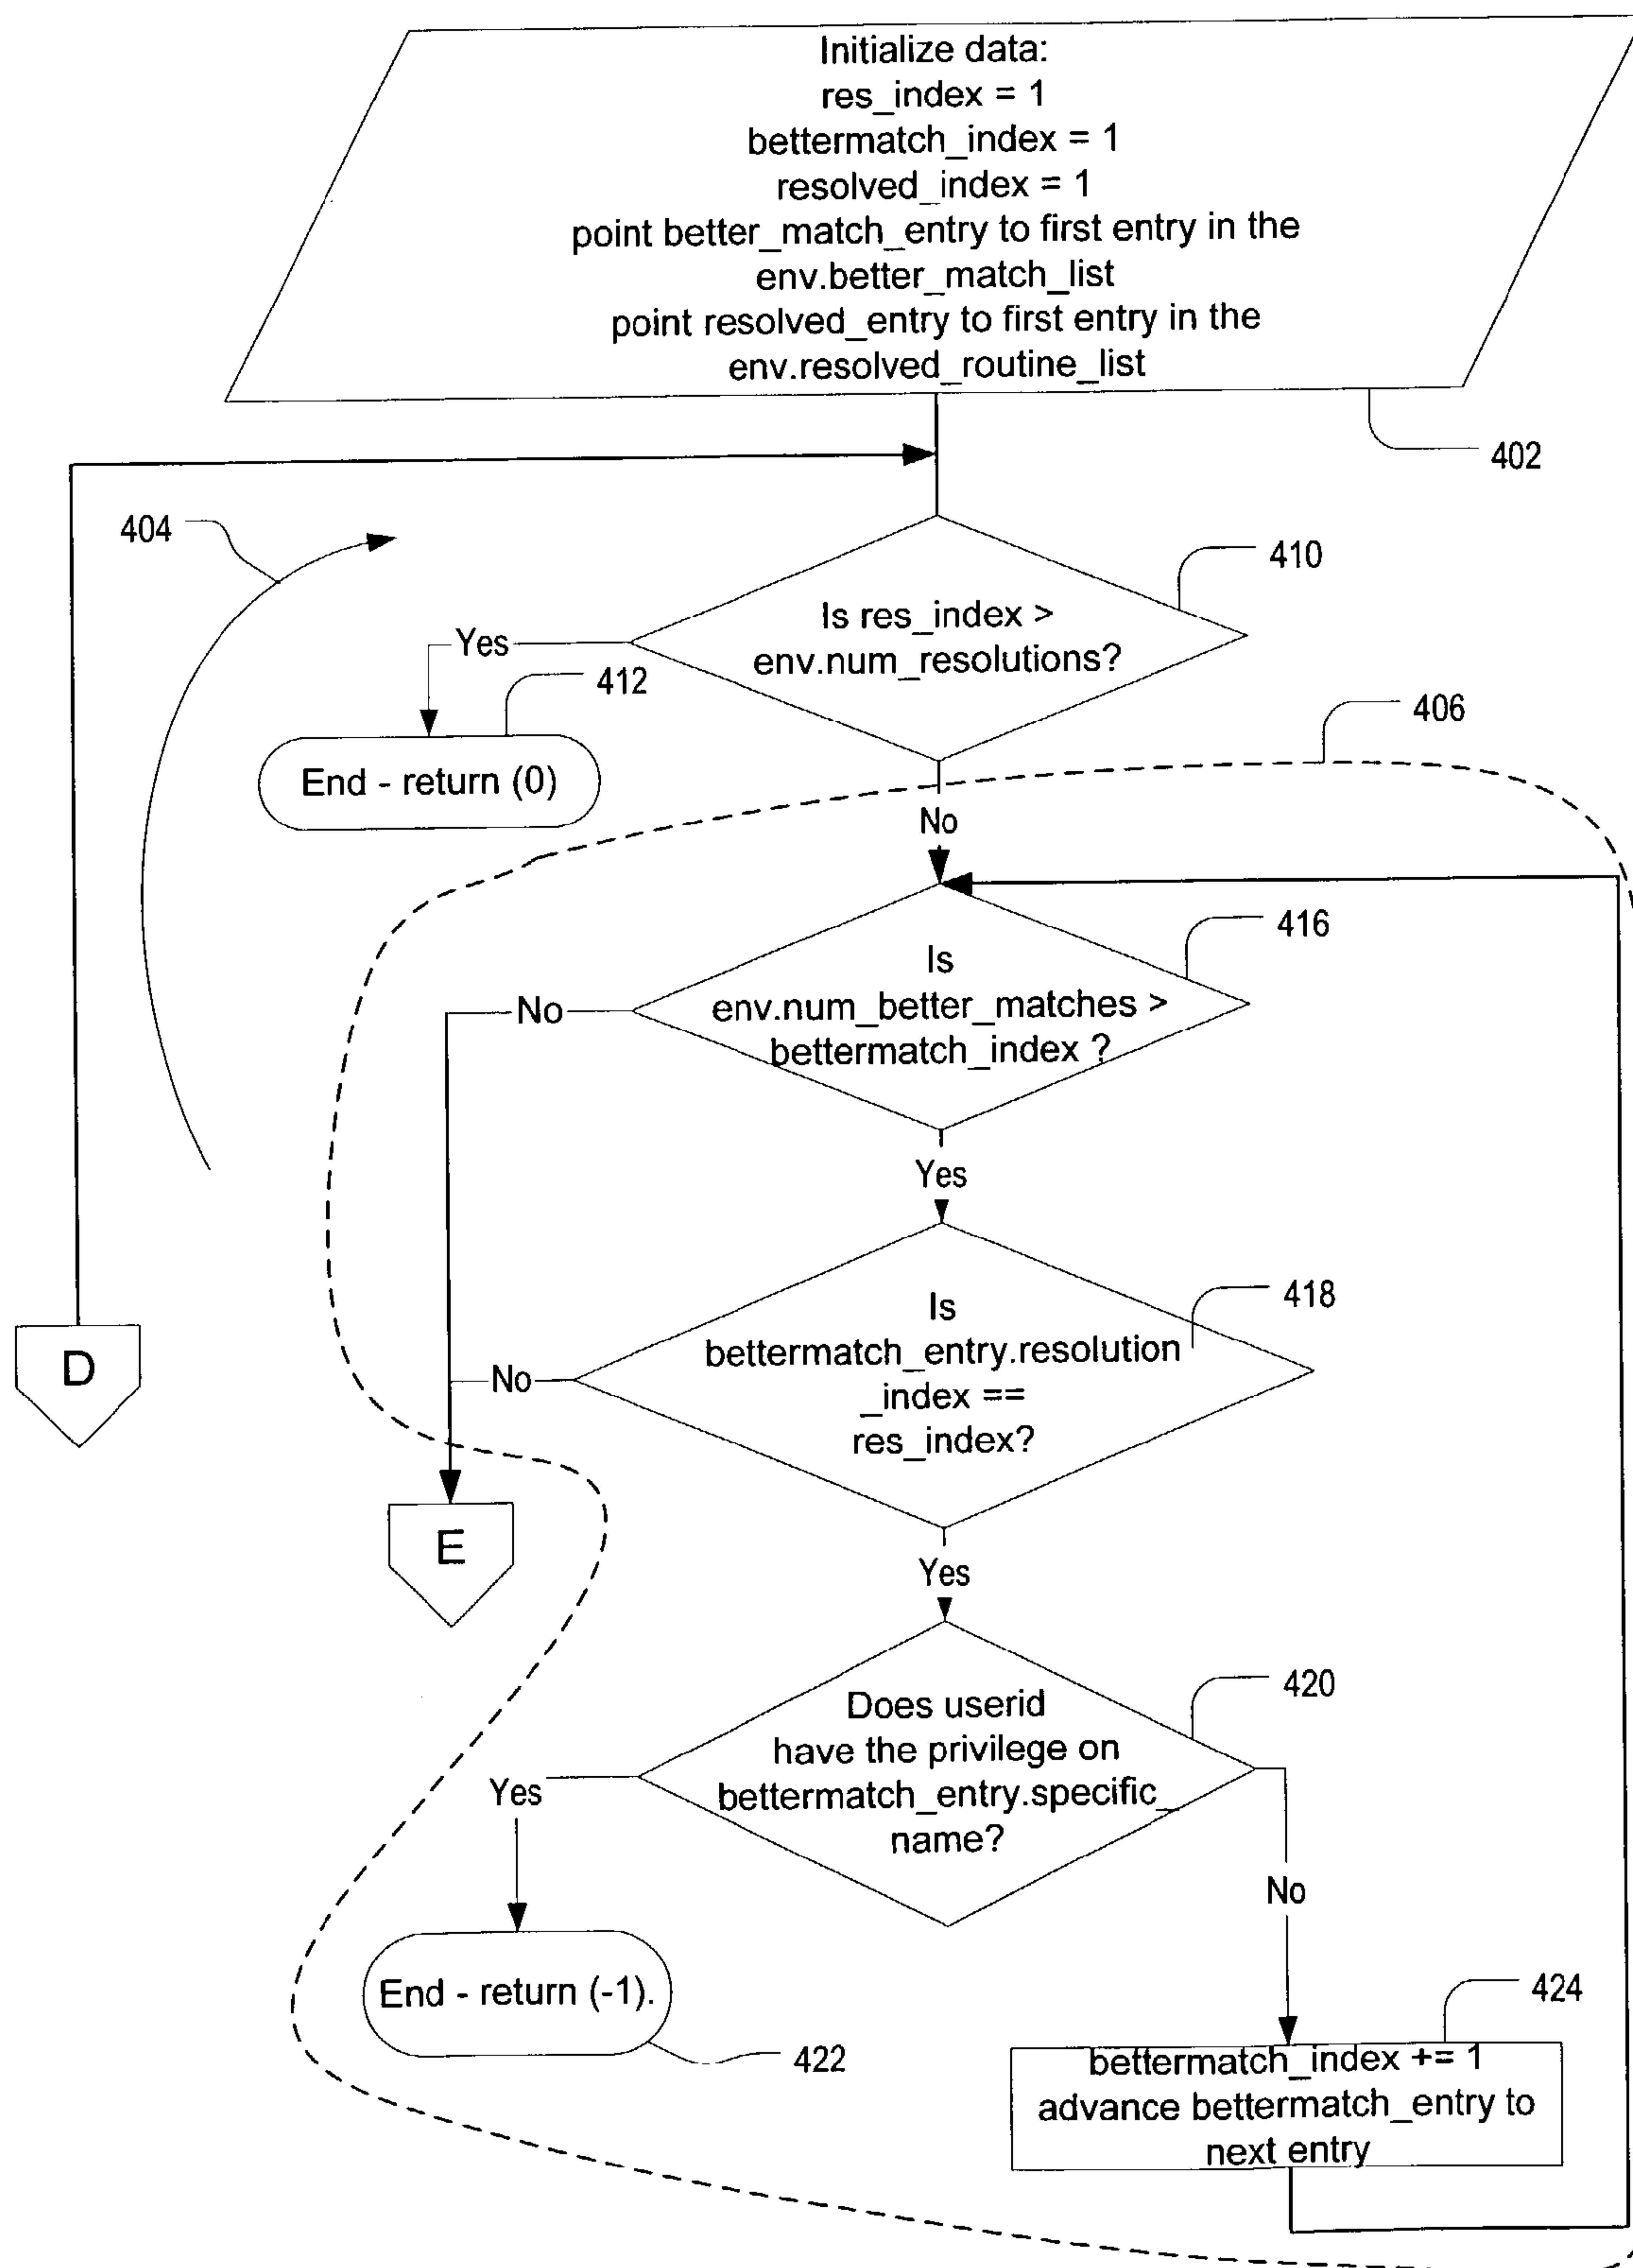 Initialize data:
res_index = 1
bettermatch_index = 1
resolved_index = 1
point better_match_entry to first entry in the
env.better_match_list
point resolved_entry to first entry in the
env.resolved_routine_list
402
404
410
Is res_index >
env.num_resolutions?
Yes
412
406
End - return (0)
No
416
Is
env.num_better_matches >
bettermatch_index ?
No
Yes
418
Is
bettermatch_entry.resolution
_index ==
res_index?
D
No
E
Yes
420
Does userid
have the privilege on
bettermatch_entry.specific_
name?
Yes
No
End - return (-1).
424
422
bettermatch_index += 1
advance bettermatch_entry to
next entry